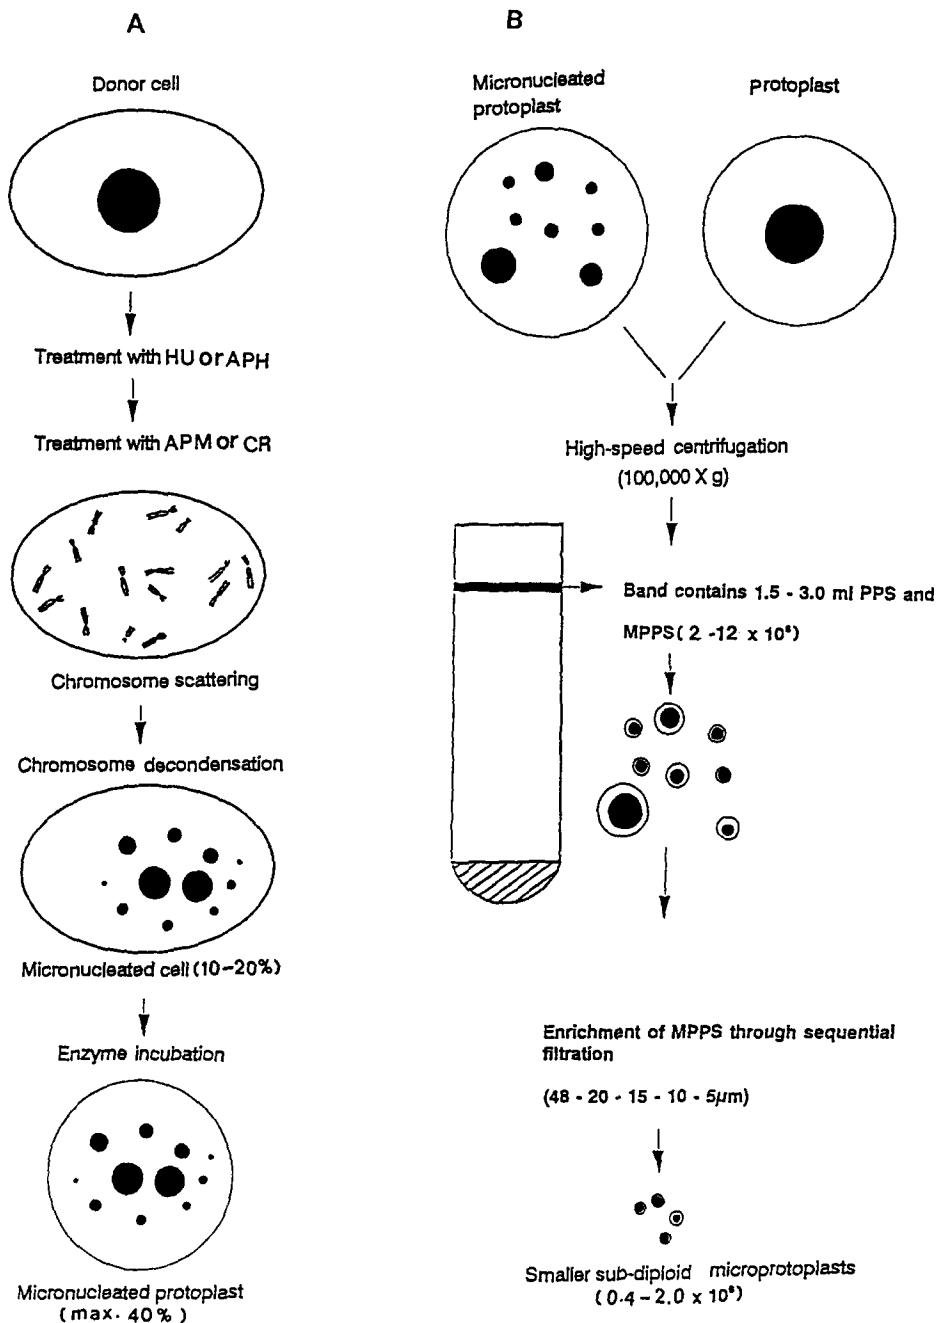 A
Donor cell
Treatment with HU or APH
Treatment with APM or CR
Chromosome scattering
Chromosome decondensation
Micronucleated cell (10-20%)
Enzyme incubation
Micronucleated protoplast
(max. 40%)
B
Micronucleated
protoplast
Protoplast
High-speed centrifugation
(100,000 X g)
Band contains 1.5 - 3.0 ml PPS and
MPPS( 2 -12 x 10⁶)
Enrichment of MPPS through sequential
filtration
(48 - 20 - 15 - 10 - 5µm)
Smaller sub-diploid microprotoplasts
(0.4 - 2.0 x 10⁶)